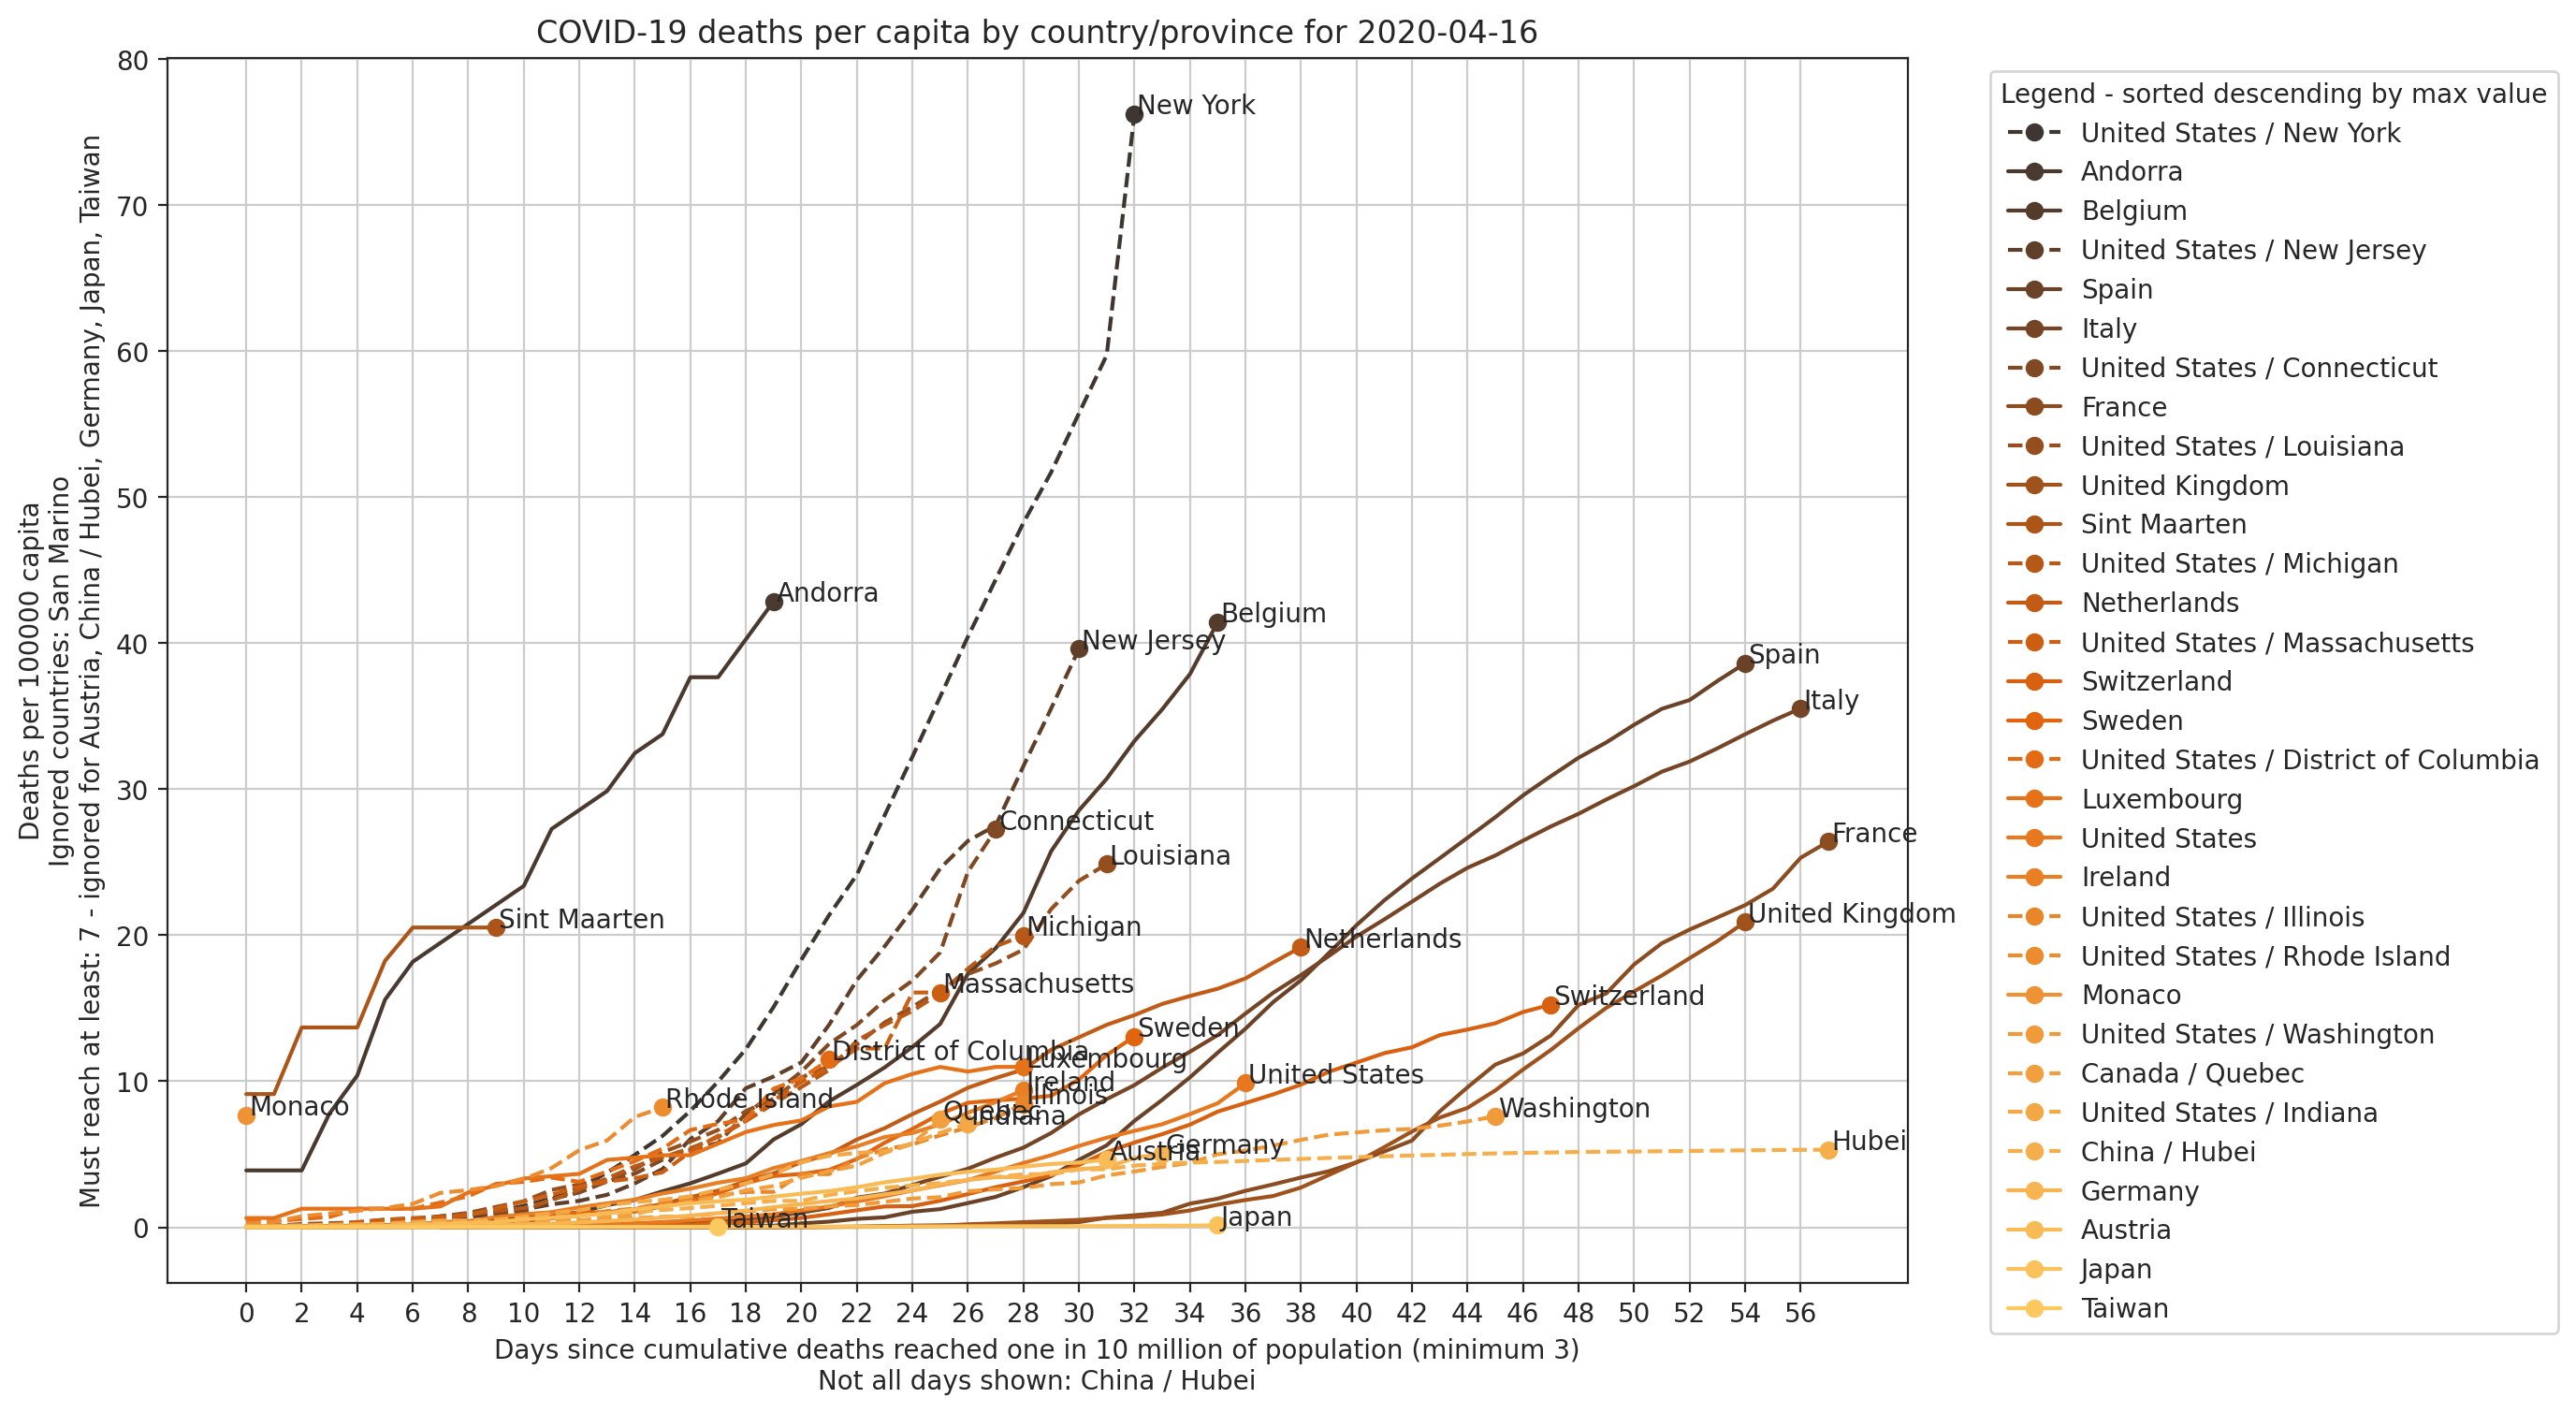 COVID-19 deaths per capita by country/province for 2020-04-16
Deaths per 100000 capita
Ignored countries: San Marino
Must reach at least: 7 - ignored for Austria, China / Hubei, Germany, Japan, Taiwan
80
70
60
50
40
30
20
10
0
New York
Andorra
Belgium
New Jersey
Spain
Italy
Connecticut
France
Louisiana
United Kingdom
Sint Maarten
Michigan
Netherlands
Massachusetts
Switzerland
Sweden
District of Columbia
Luxembourg
United States
Ireland
Illinois
Rhode Island
Monaco
Washington
Quebec
Indiana
Hubei
Germany
Austria
Japan
Taiwan
0 2 4 6 8 10 12 14 16 18 20 22 24 26 28 30 32 34 36 38 40 42 44 46 48 50 52 54 56
Days since cumulative deaths reached one in 10 million of population (minimum 3)
Not all days shown: China / Hubei
Legend - sorted descending by max value
United States / New York
Andorra
Belgium
United States / New Jersey
Spain
Italy
United States / Connecticut
France
United States / Louisiana
United Kingdom
Sint Maarten
United States / Michigan
Netherlands
United States / Massachusetts
Switzerland
Sweden
United States / District of Columbia
Luxembourg
United States
Ireland
United States / Illinois
United States / Rhode Island
Monaco
United States / Washington
Canada / Quebec
United States / Indiana
China / Hubei
Germany
Austria
Japan
Taiwan